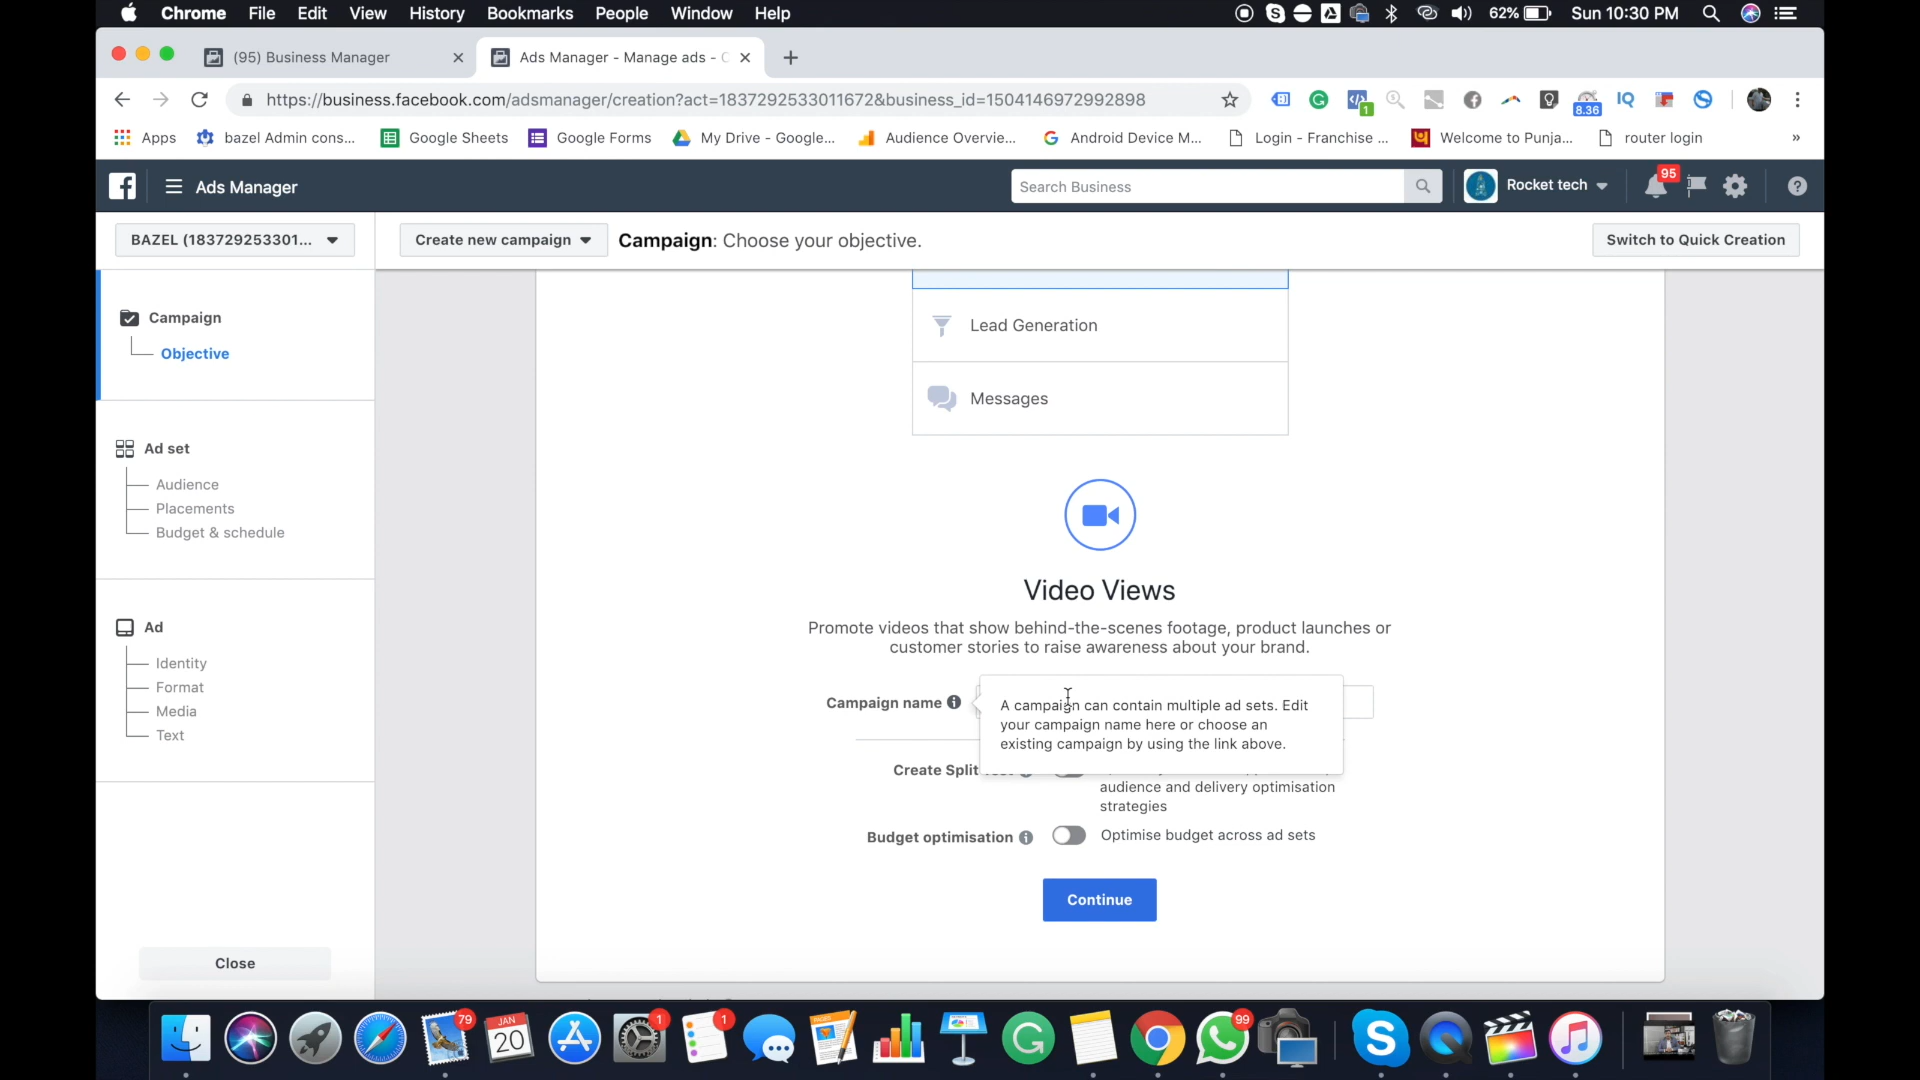 Chrome File Edit View History Bookmarks People Window Help 62% Sun 10:30 PM
(95) Business Manager
Ads Manager - Manage ads - C
https://business.facebook.com/adsmanager/creation?act=1837292533011672&business_id=1504146972992898
1
8.36
IQ
Apps bazel Admin cons... Google Sheets Google Forms My Drive - Google... Audience Overvie... Android Device M... Login - Franchise ... Welcome to Punja... router login »
Ads Manager
Search Business
Rocket tech
95
BAZEL (183729253301...
Create new campaign
Campaign: Choose your objective.
Switch to Quick Creation
Campaign
Objective
Ad set
Audience
Placements
Budget & schedule
Ad
Identity
Format
Media
Text
Close
Lead Generation
Messages
Video Views
Promote videos that show behind-the-scenes footage, product launches or
customer stories to raise awareness about your brand.
Campaign name
A campaign can contain multiple ad sets. Edit
your campaign name here or choose an
existing campaign by using the link above.
Create Split
audience and delivery optimisation
strategies
Budget optimisation
Optimise budget across ad sets
Continue
79
JAN
20
1
1
PAGES
99